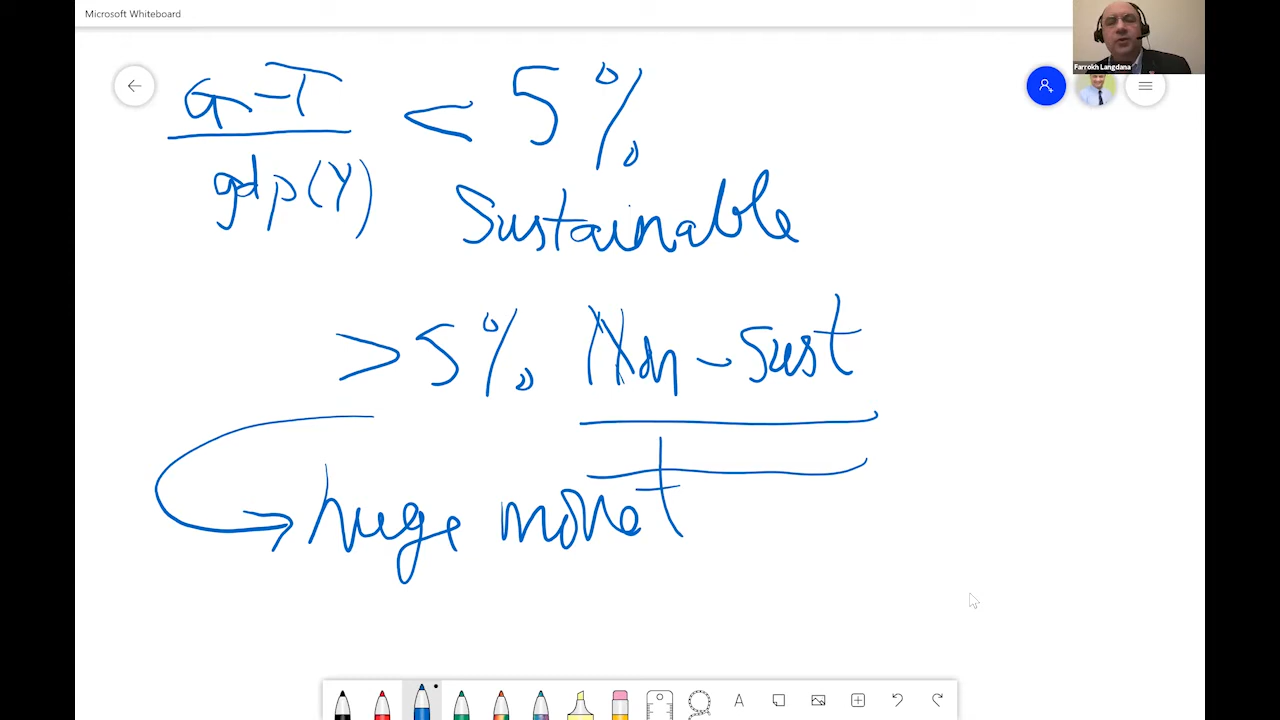 Microsoft Whiteboard
Farrokh Langdana
G-T
gdp(Y)
< 5%
Sustainable
> 5% Non-sust
→ huge monet
A